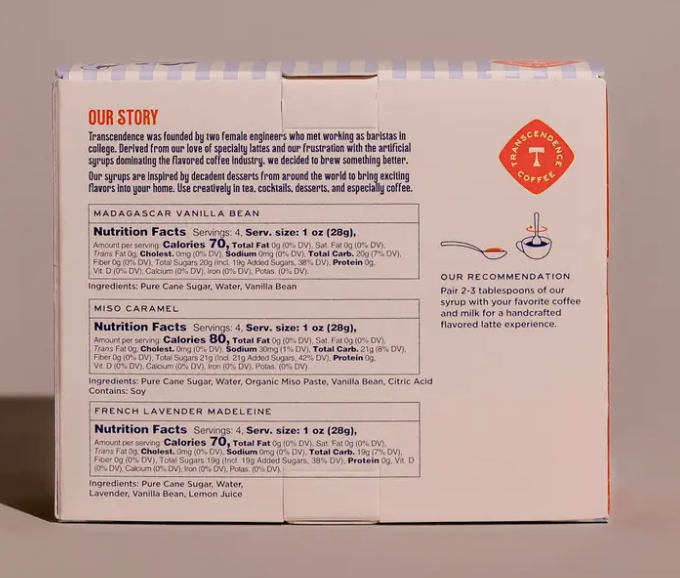 OUR STORY
Transcendence was founded by two female engineers who met working as baristas in
college. Derived from our love of specialty lattes and our frustration with the artificial
syrups dominating the flavored coffee industry, we decided to brew something better.
Our syrups are inspired by decadent desserts from around the world to bring exciting
flavors into your home. Use creatively in tea, cocktails, desserts, and especially coffee.
MADAGASCAR VANILLA BEAN
Nutrition Facts Servings: 4, Serv. size: 1 oz (28g),
Amount per serving: Calories 70, Total Fat 0g (0% DV), Sat. Fat 0g (0% DV),
Trans Fat 0g, Cholest. 0mg (0% DV), Sodium 0mg (0% DV), Total Carb. 20g (7% DV),
Fiber 0g (0% DV), Total Sugars 20g (Incl. 19g Added Sugars, 38% DV), Protein 0g,
Vit. D (0% DV), Calcium (0% DV), Iron (0% DV), Potas. (0% DV).
Ingredients: Pure Cane Sugar, Water, Vanilla Bean
MISO CARAMEL
Nutrition Facts Servings: 4, Serv. size: 1 oz (28g),
Amount per serving: Calories 80, Total Fat 0g (0% DV), Sat. Fat 0g (0% DV),
Trans Fat 0g, Cholest. 0mg (0% DV), Sodium 30mg (1% DV), Total Carb. 21g (8% DV),
Fiber 0g (0% DV), Total Sugars 21g (Incl. 21g Added Sugars, 42% DV), Protein 0g,
Vit. D (0% DV), Calcium (0% DV), Iron (0% DV), Potas. (0% DV).
Ingredients: Pure Cane Sugar, Water, Organic Miso Paste, Vanilla Bean, Citric Acid
Contains: Soy
FRENCH LAVENDER MADELEINE
Nutrition Facts Servings: 4, Serv. size: 1 oz (28g),
Amount per serving: Calories 70, Total Fat 0g (0% DV), Sat. Fat 0g (0% DV),
Trans Fat 0g, Cholest. 0mg (0% DV), Sodium 0mg (0% DV), Total Carb. 19g (7% DV),
Fiber 0g (0% DV), Total Sugars 19g (Incl. 19g Added Sugars, 38% DV), Protein 0g, Vit. D
(0% DV), Calcium (0% DV), Iron (0% DV), Potas. (0% DV).
Ingredients: Pure Cane Sugar, Water,
Lavender, Vanilla Bean, Lemon Juice
TRANSCENDENCE
T
COFFEE
OUR RECOMMENDATION
Pair 2-3 tablespoons of our
syrup with your favorite coffee
and milk for a handcrafted
flavored latte experience.